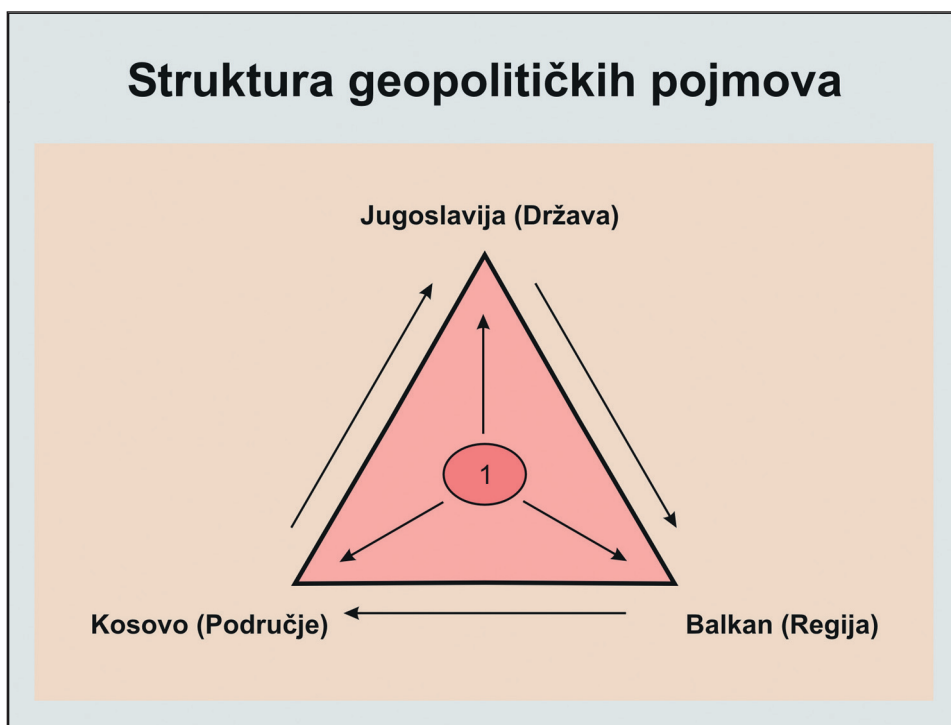 Struktura geopolitičkih pojmova
Jugoslavija (Država)
1
Kosovo (Područje)
Balkan (Regija)